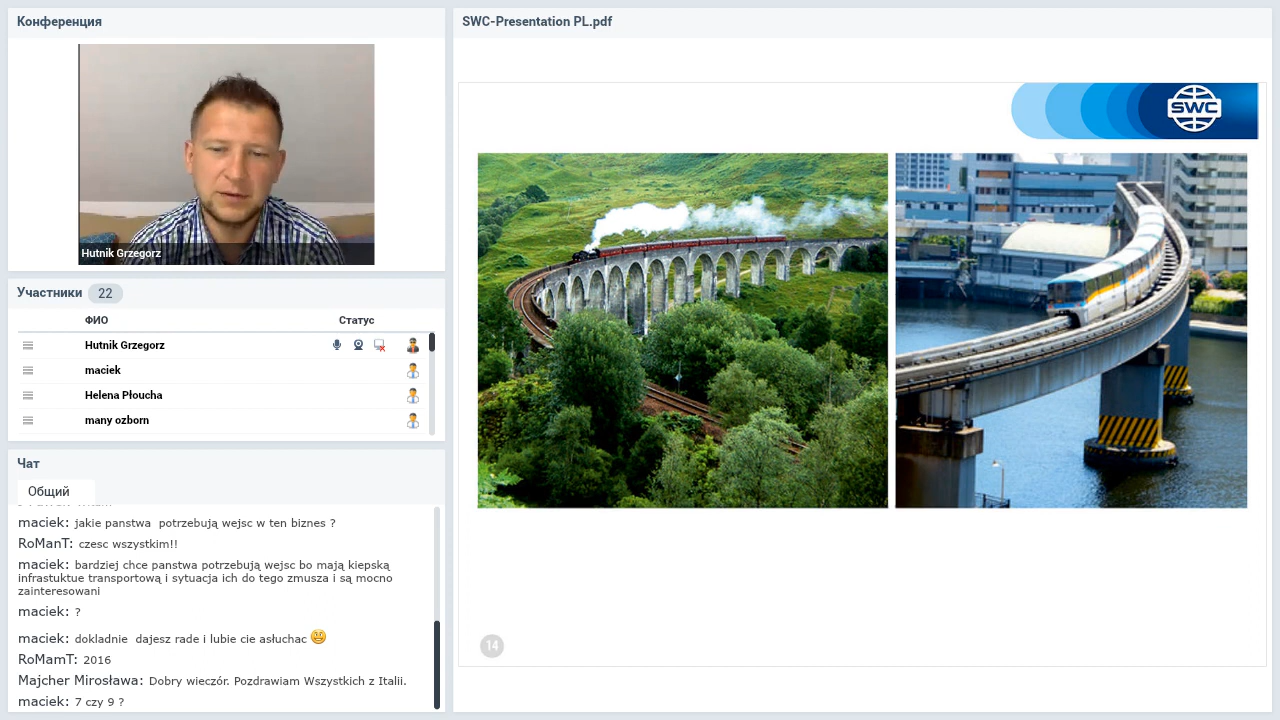 Конференция
Hutnik Grzegorz
Участники 22
ФИО Статус
Hutnik Grzegorz
maciek
Helena Płoucha
many ozborn
Чат
Общий
maciek: jakie panstwa potrzebują wejsc w ten biznes ?
RoManT: czesc wszystkim!!
maciek: bardziej chce panstwa potrzebują wejsc bo mają kiepską
infrastuktue transportową i sytuacja ich do tego zmusza i są mocno
zainteresowani
maciek: ?
maciek: dokladnie dajesz rade i lubie cie asłuchac
RoMamT: 2016
Majcher Mirosława: Dobry wieczór. Pozdrawiam Wszystkich z Italii.
maciek: 7 czy 9 ?
SWC-Presentation PL.pdf
SWC
14